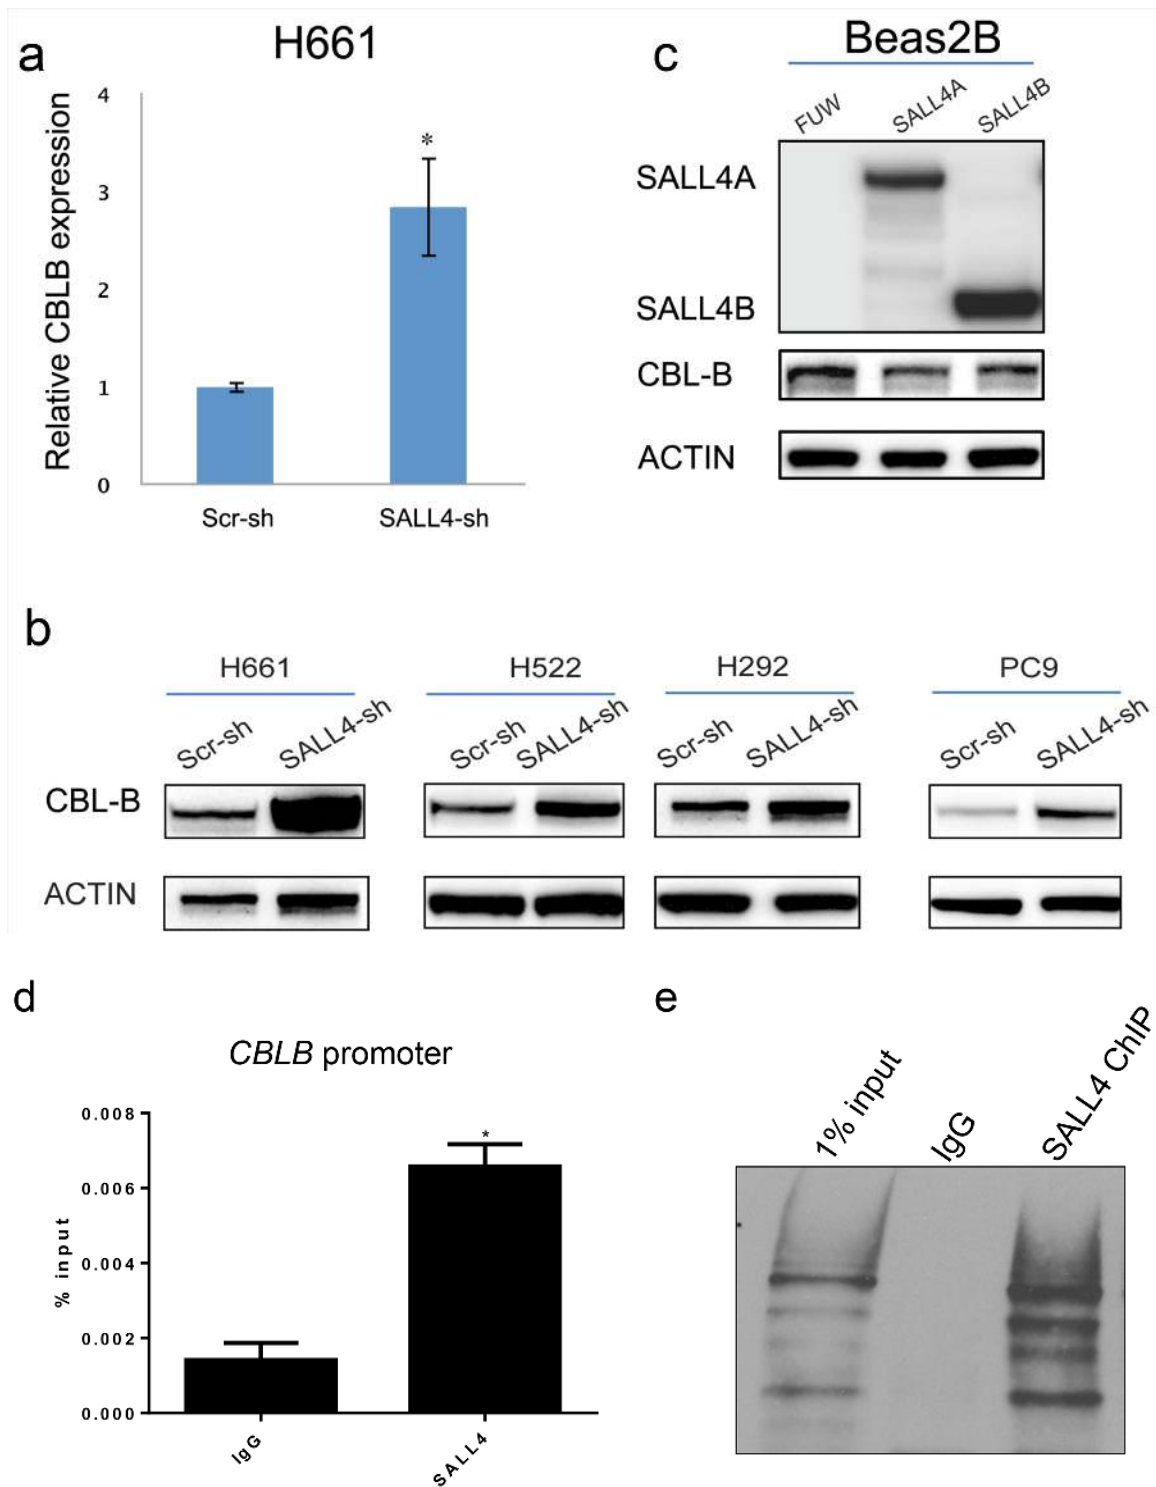 a
H661
Relative CBLB expression
4
3
2
1
0
*
Scr-sh
SALL4-sh
c
Beas2B
FUW
SALL4A
SALL4B
SALL4A
SALL4B
CBL-B
ACTIN
b
H661
H522
H292
PC9
Scr-sh
SALL4-sh
Scr-sh
SALL4-sh
Scr-sh
SALL4-sh
Scr-sh
SALL4-sh
CBL-B
ACTIN
d
CBLB promoter
% input
0.008
0.006
0.004
0.002
0.000
*
IgG
SALL4
e
1% input
IgG
SALL4 ChIP